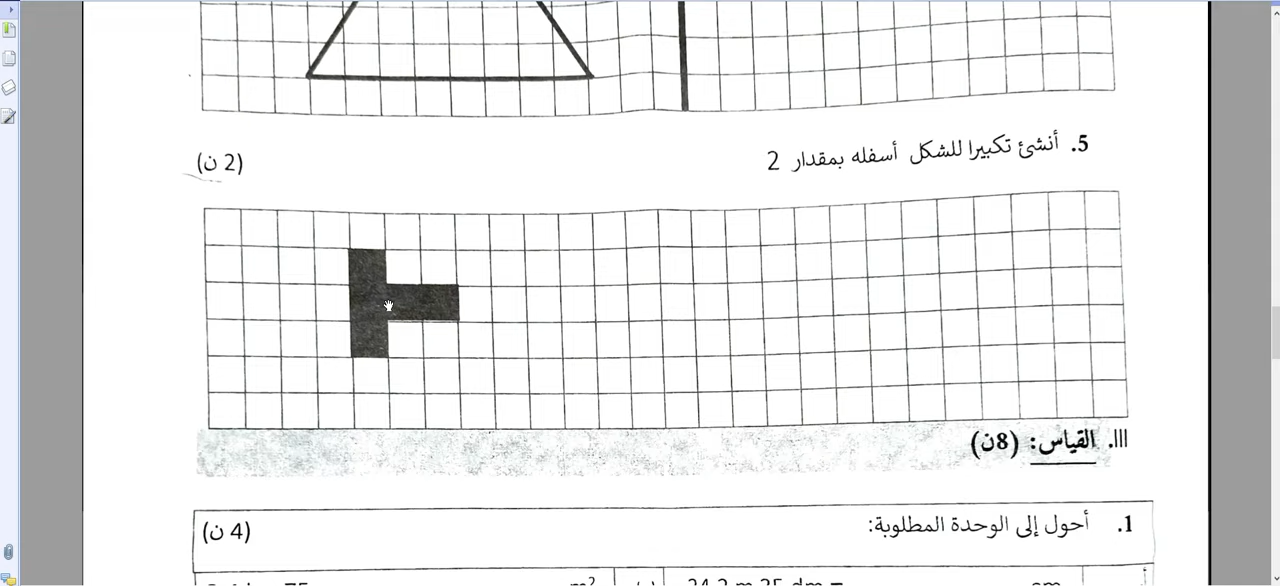 5. أنشئ تكبيرا للشكل أسفله بمقدار 2 (2 ن)
III. القياس: (8ن)
1. أحول إلى الوحدة المطلوبة: (4 ن)